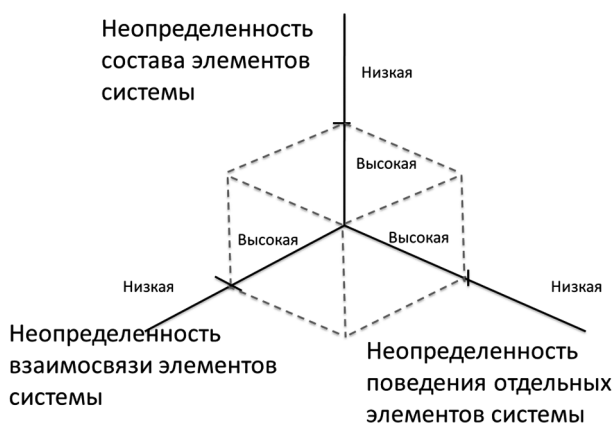 Неопределенность
состава элементов
системы
Низкая
Высокая
Высокая
Высокая
Низкая
Низкая
Неопределенность
взаимосвязи элементов
системы
Неопределенность
поведения отдельных
элементов системы